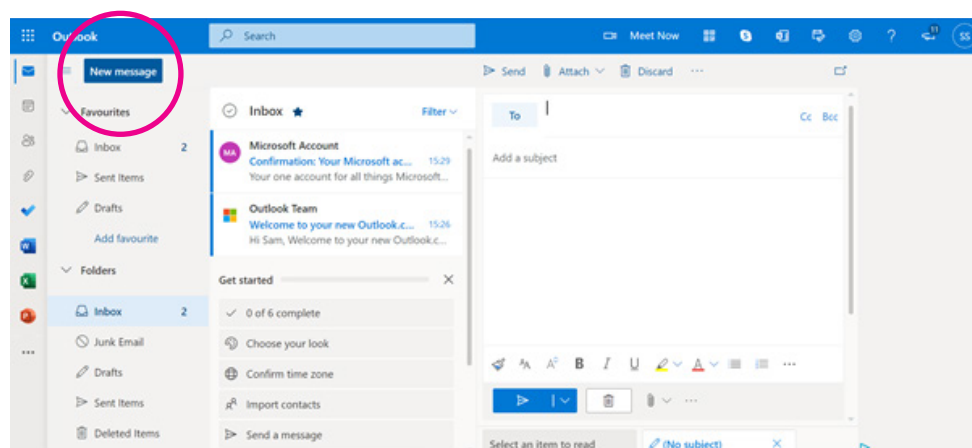 Outlook
Search
Meet Now
11
SS
New message
Send
Attach
Discard
Favourites
Inbox 2
Sent Items
Drafts
Add favourite
Folders
Inbox 2
Junk Email
Drafts
Sent Items
Deleted Items
Inbox
Filter
MA
Microsoft Account
Confirmation: Your Microsoft ac... 15:29
Your one account for all things Microsoft...
Outlook Team
Welcome to your new Outlook.c... 15:26
Hi Sam, Welcome to your new Outlook.c...
Get started
0 of 6 complete
Choose your look
Confirm time zone
Import contacts
Send a message
To
Cc Bcc
Add a subject
B I U A
Select an item to read
(No subject)